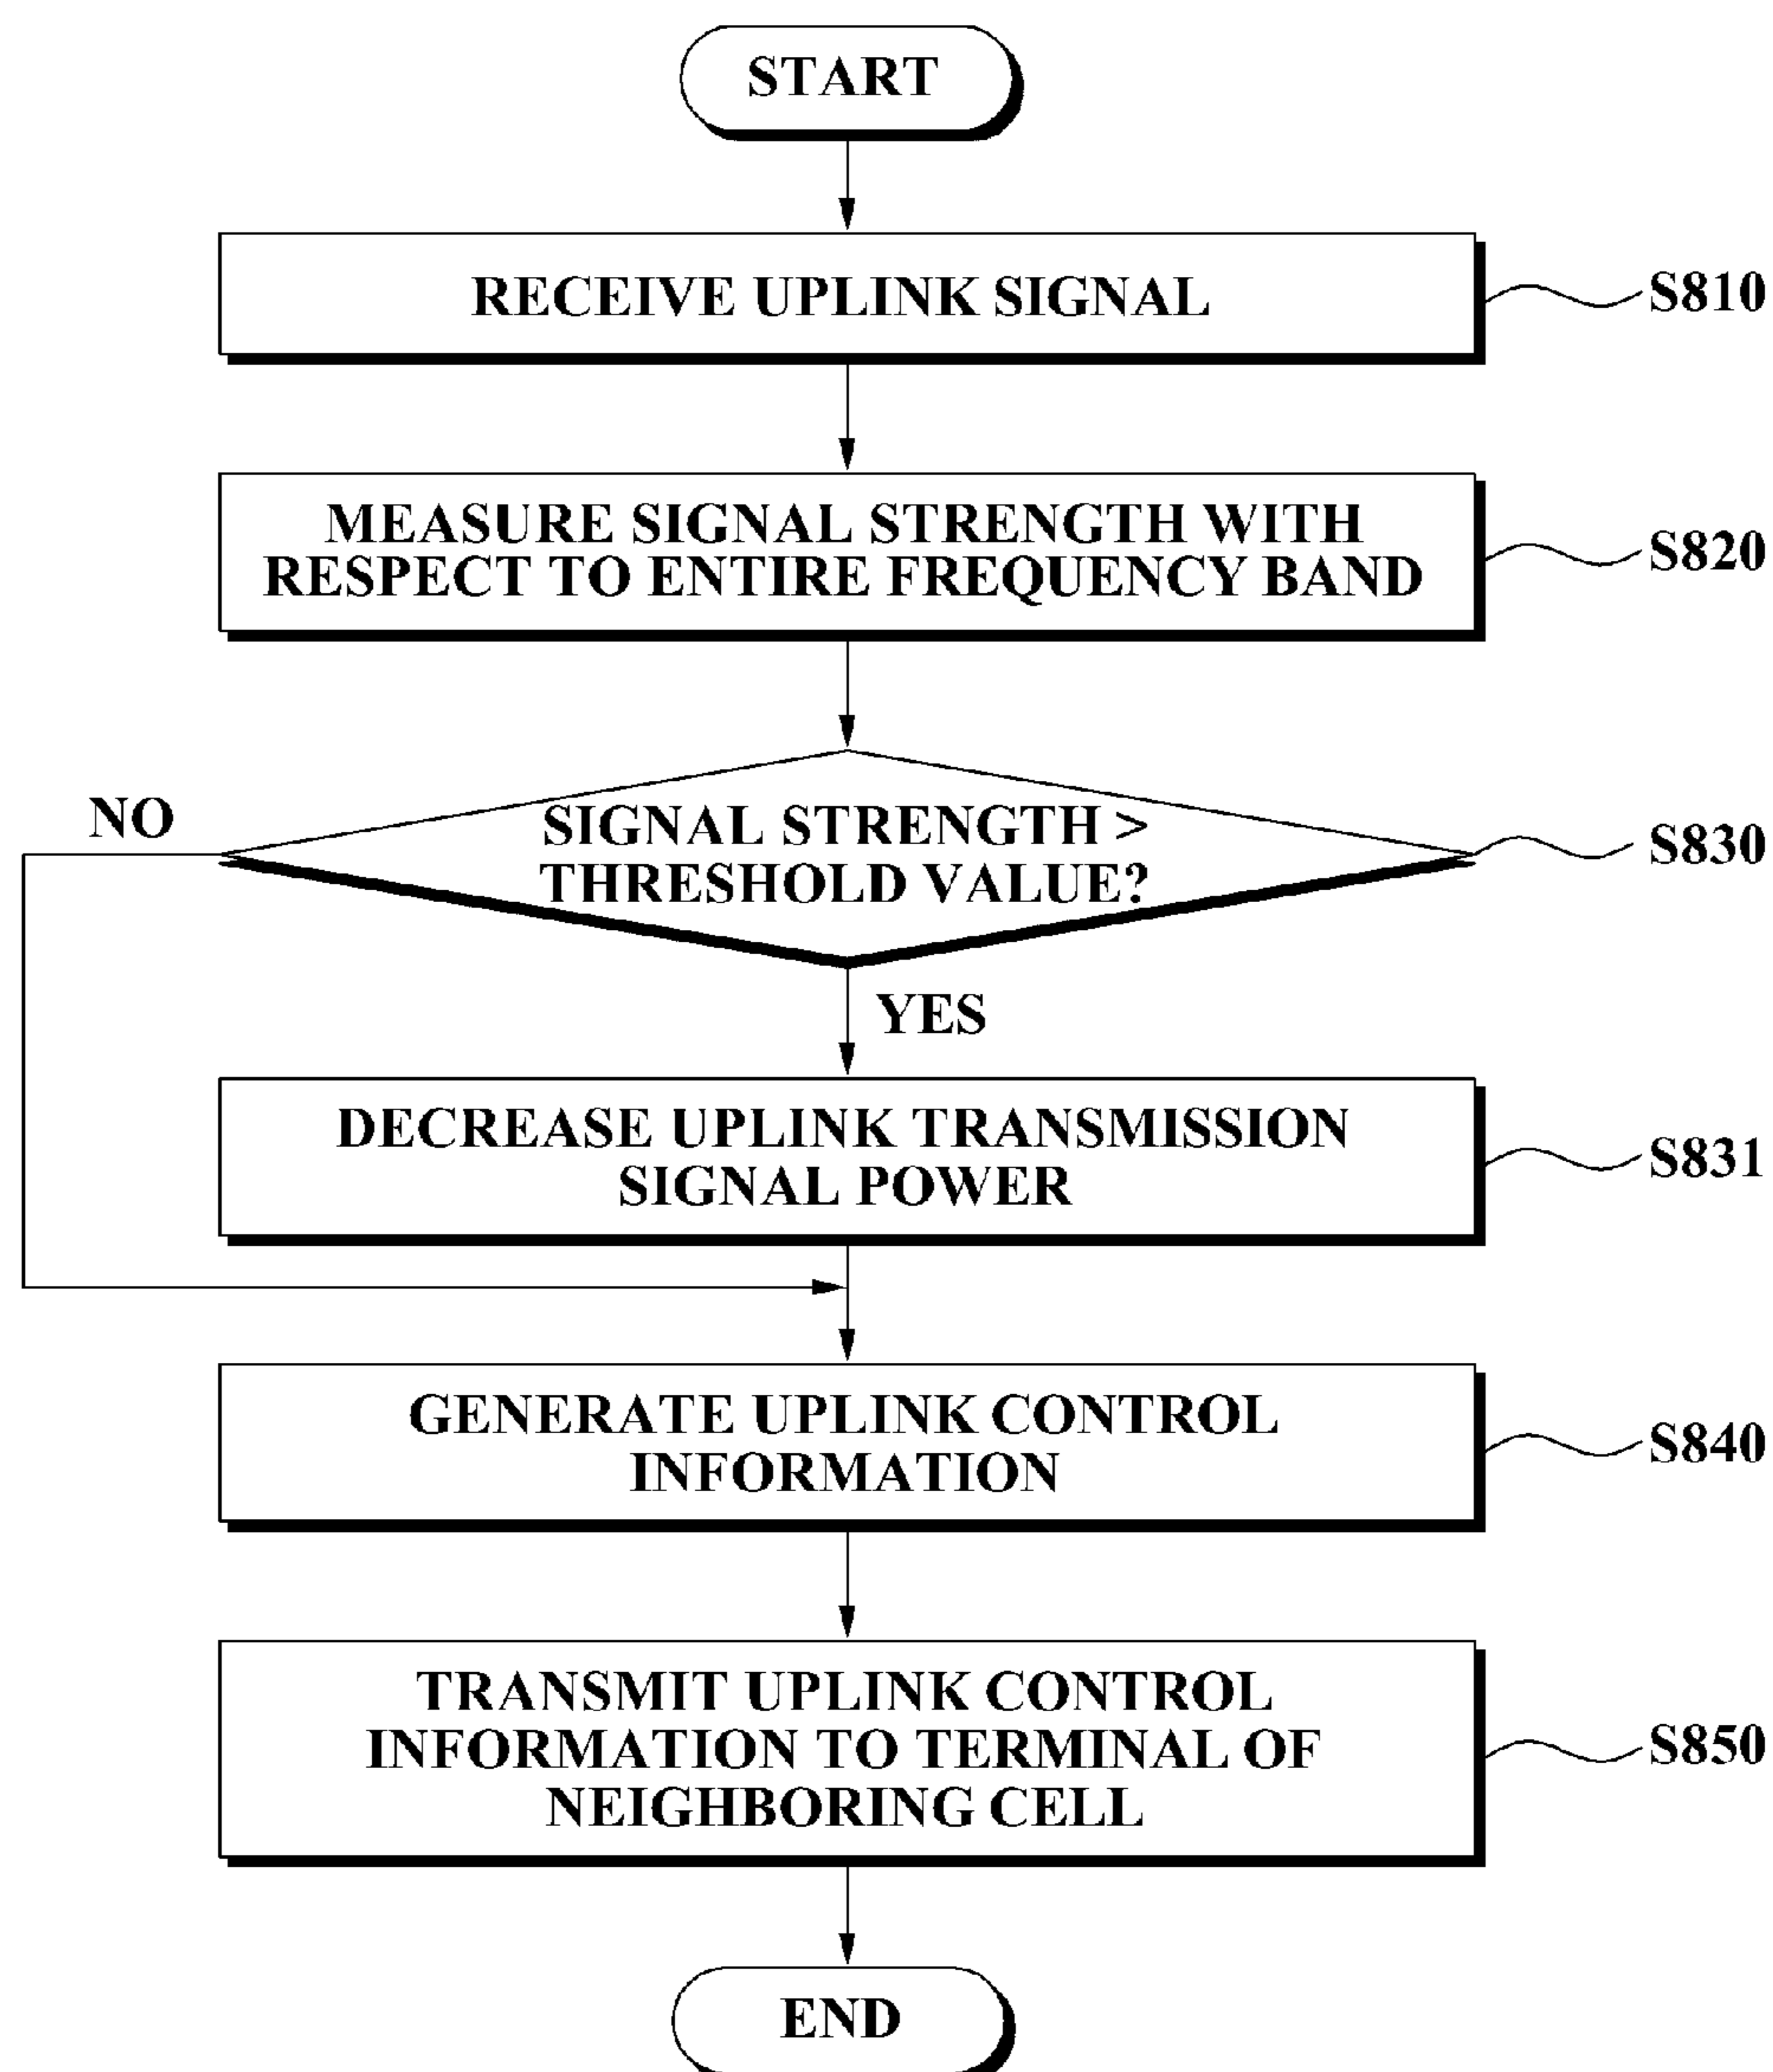 START
RECEIVE UPLINK SIGNAL
S810
MEASURE SIGNAL STRENGTH WITH
RESPECT TO ENTIRE FREQUENCY BAND
S820
NO
SIGNAL STRENGTH >
THRESHOLD VALUE?
S830
YES
DECREASE UPLINK TRANSMISSION
SIGNAL POWER
S831
GENERATE UPLINK CONTROL
INFORMATION
S840
TRANSMIT UPLINK CONTROL
INFORMATION TO TERMINAL OF
NEIGHBORING CELL
S850
END